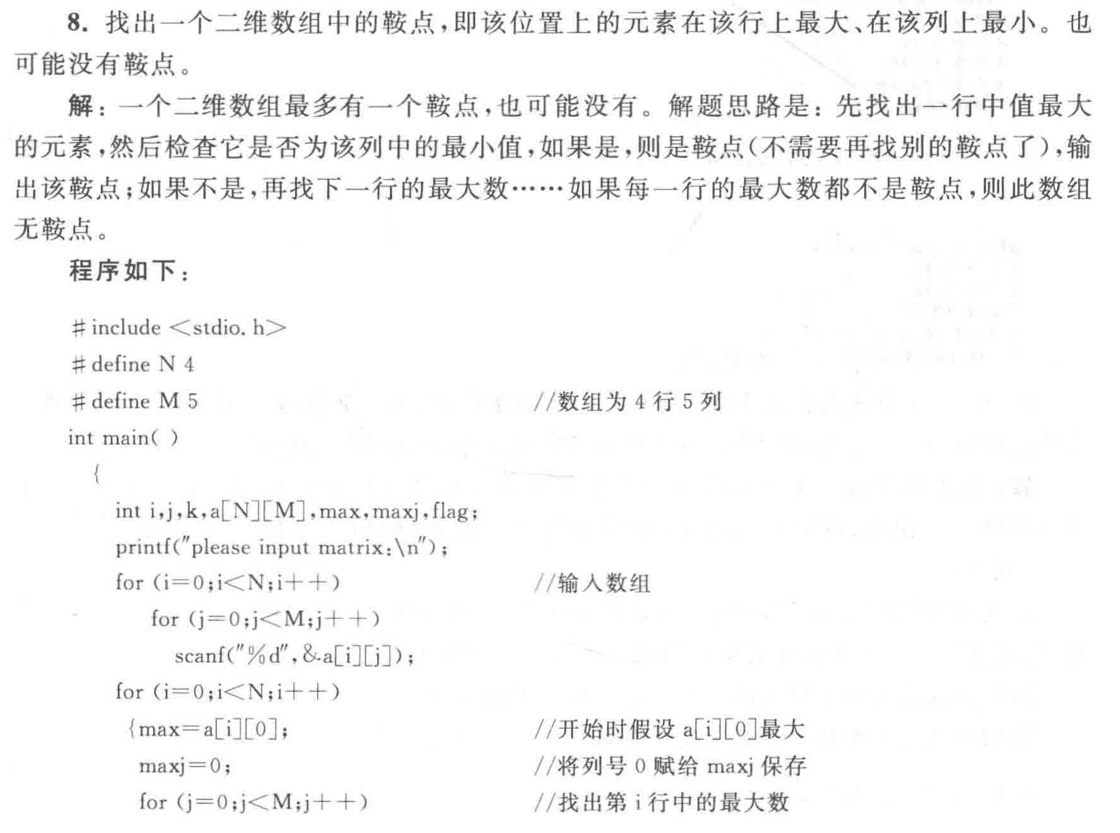 8. 找出一个二维数组中的鞍点,即该位置上的元素在该行上最大、在该列上最小。也
可能没有鞍点。
解:一个二维数组最多有一个鞍点,也可能没有。解题思路是:先找出一行中值最大
的元素,然后检查它是否为该列中的最小值,如果是,则是鞍点(不需要再找别的鞍点了),输
出该鞍点;如果不是,再找下一行的最大数……如果每一行的最大数都不是鞍点,则此数组
无鞍点。
程序如下:
#include <stdio.h>
#define N 4
#define M 5 //数组为 4 行 5 列
int main( )
{
int i,j,k,a[N][M],max,maxj,flag;
printf("please input matrix:\n");
for (i=0;i<N;i++) //输入数组
for (j=0;j<M;j++)
scanf("%d",&a[i][j]);
for (i=0;i<N;i++)
{max=a[i][0]; //开始时假设 a[i][0]最大
maxj=0; //将列号 0 赋给 maxj 保存
for (j=0;j<M;j++) //找出第 i 行中的最大数